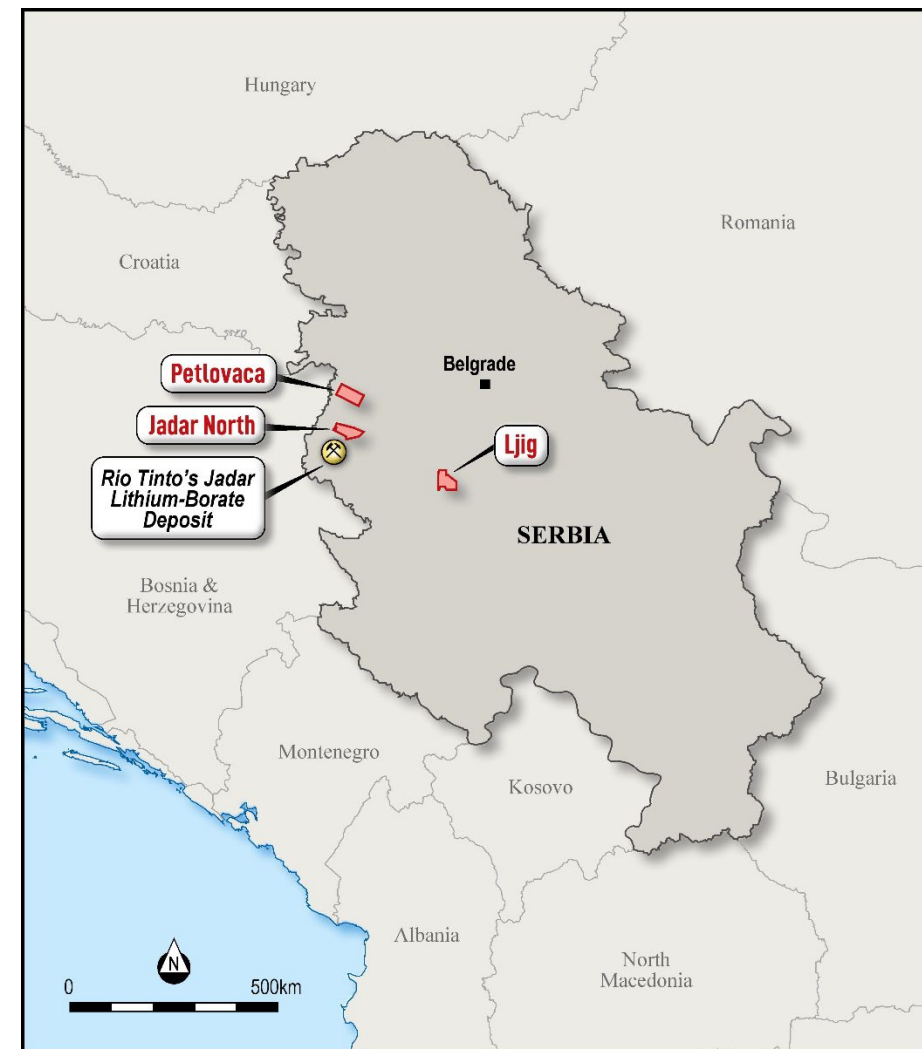 Hungary
Romania
Croatia
Belgrade
Petlovaca
Jadar North
Ljig
Rio Tinto's Jadar
Lithium-Borate
Deposit
SERBIA
Bosnia &
Herzegovina
Montenegro
Kosovo
Bulgaria
Albania
North
Macedonia
N
0 500km